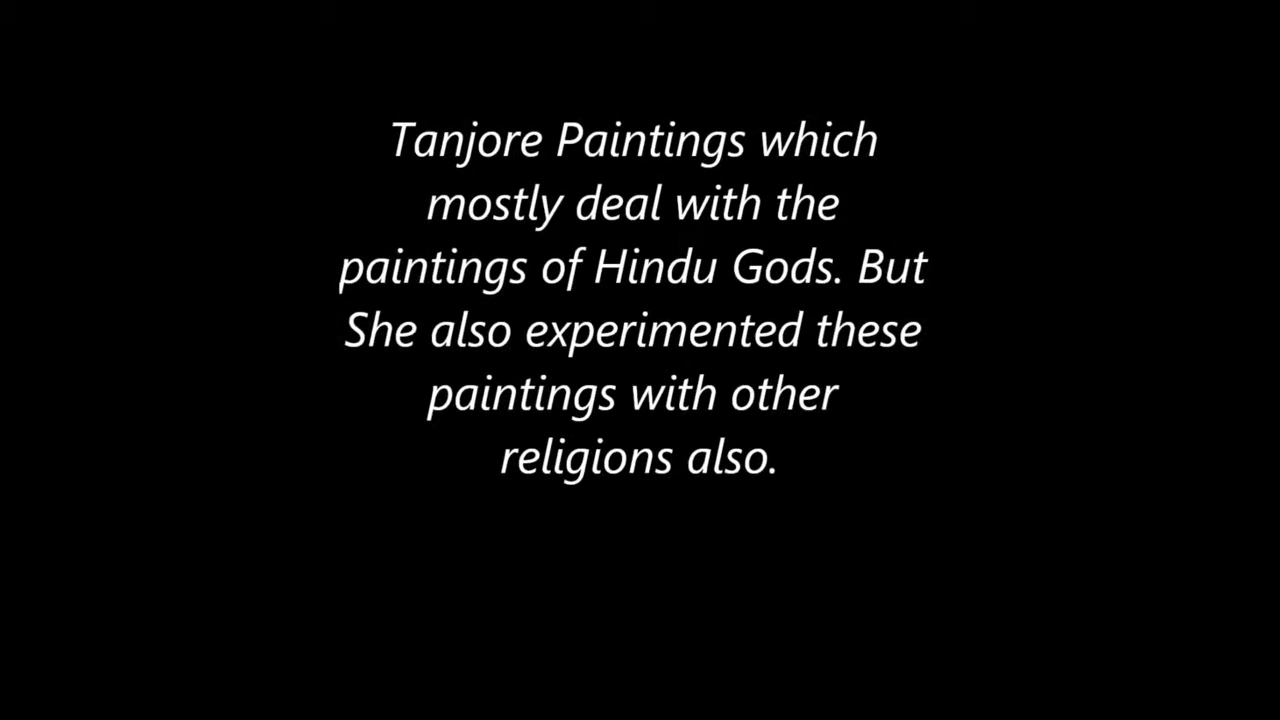 Tanjore Paintings which
mostly deal with the
paintings of Hindu Gods. But
She also experimented these
paintings with other
religions also.